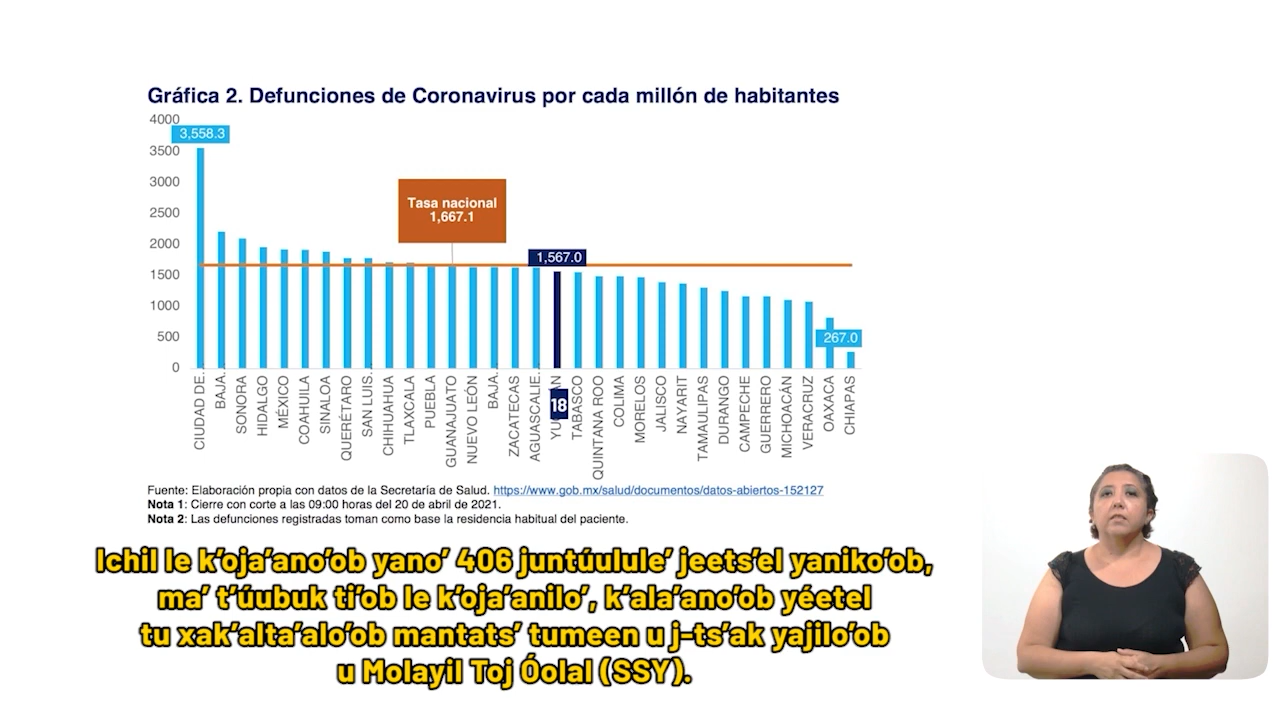 Gráfica 2. Defunciones de Coronavirus por cada millón de habitantes
4000
3500
3000
2500
2000
1500
1000
500
0
3,558.3
Tasa nacional
1,667.1
1,567.0
267.0
CIUDAD DE…
BAJA…
SONORA
HIDALGO
MÉXICO
COAHUILA
SINALOA
QUERÉTARO
SAN LUIS…
CHIHUAHUA
TLAXCALA
PUEBLA
GUANAJUATO
NUEVO LEÓN
BAJA…
ZACATECAS
AGUASCALIE…
18
TABASCO
QUINTANA ROO
COLIMA
MORELOS
JALISCO
NAYARIT
TAMAULIPAS
DURANGO
CAMPECHE
GUERRERO
MICHOACÁN
VERACRUZ
OAXACA
CHIAPAS
Fuente: Elaboración propia con datos de la Secretaría de Salud. https://www.gob.mx/salud/documentos/datos-abiertos-152127
Nota 1: Cierre con corte a las 09:00 horas del 20 de abril de 2021.
Nota 2: Las defunciones registradas toman como base la residencia habitual del paciente.
Ichil le k’oja’ano’ob yano’ 406 juntúulule’ jeets’el yaniko’ob,
ma’ t’úubuk ti’ob le k’oja’anilo’, k’ala’ano’ob yéetel
tu xak’alta’alo’ob mantats’ tumeen u j-ts’ak yajilo’ob
u Molayil Toj Óolal (SSY).